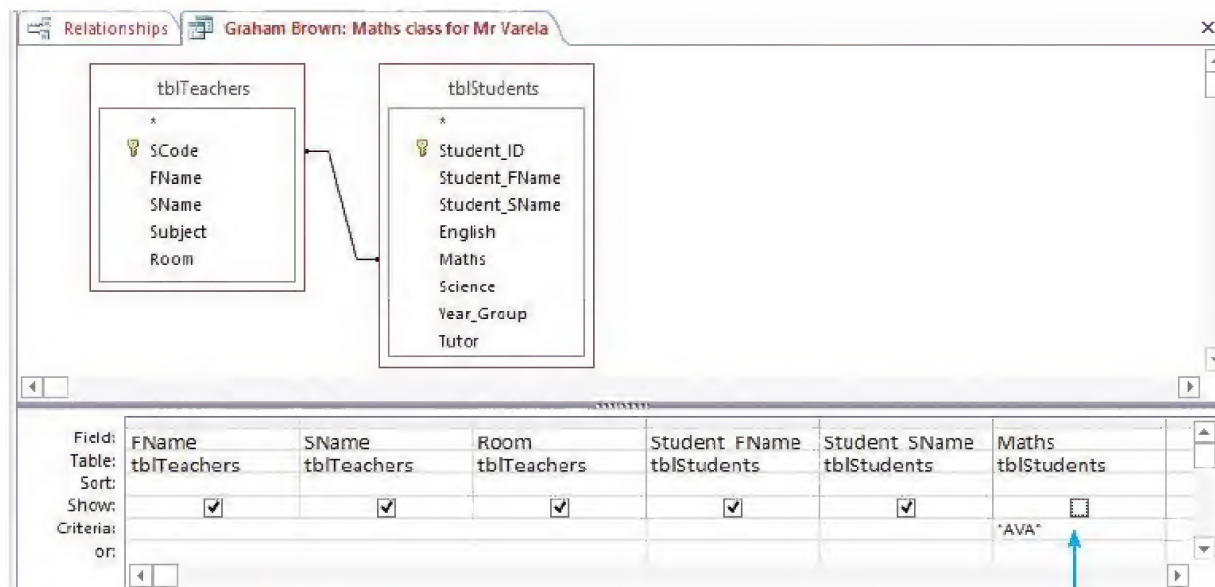 Relationships Graham Brown: Maths class for Mr Varela
tblTeachers
*
SCode
FName
SName
Subject
Room
tblStudents
*
Student_ID
Student_FName
Student_SName
English
Maths
Science
Year_Group
Tutor
Field: FName SName Room Student_FName Student_SName Maths
Table: tblTeachers tblTeachers tblTeachers tblStudents tblStudents tblStudents
Sort:
Show:
Criteria: "AVA"
or: